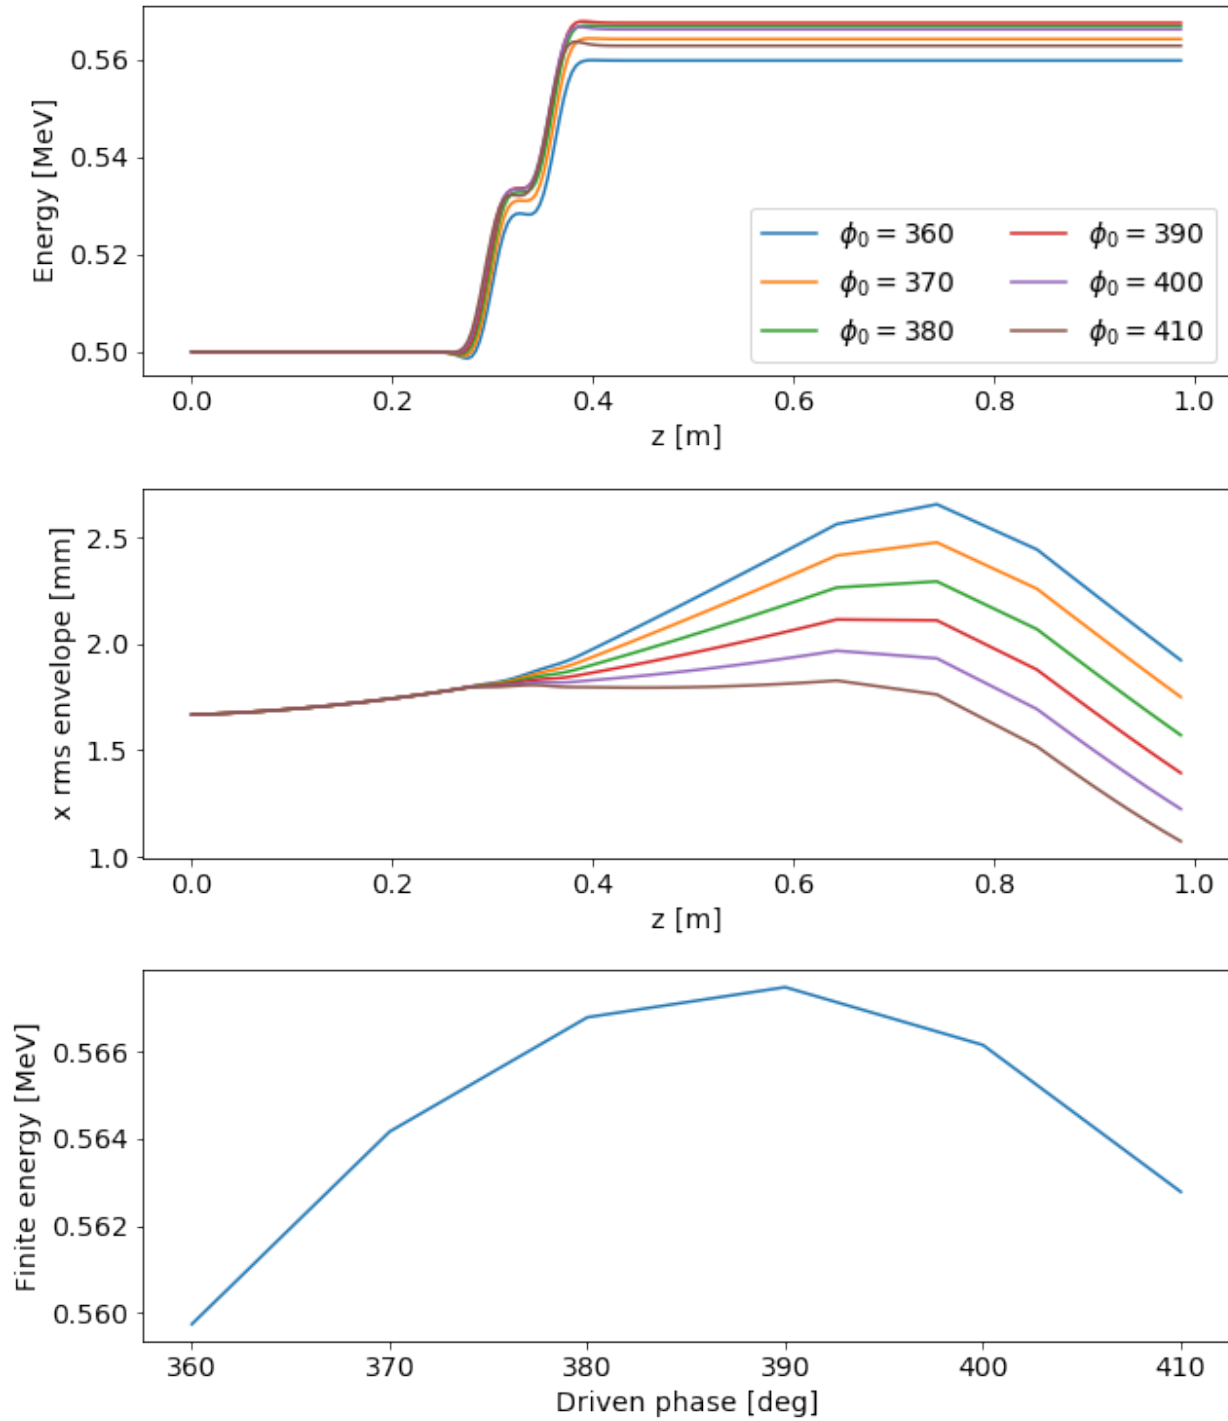 Energy [MeV]
0.56
0.54
0.52
0.50
ϕ₀ = 360
ϕ₀ = 370
ϕ₀ = 380
ϕ₀ = 390
ϕ₀ = 400
ϕ₀ = 410
0.0 0.2 0.4 0.6 0.8 1.0
z [m]
x rms envelope [mm]
2.5
2.0
1.5
1.0
0.0 0.2 0.4 0.6 0.8 1.0
z [m]
Finite energy [MeV]
0.566
0.564
0.562
0.560
360 370 380 390 400 410
Driven phase [deg]